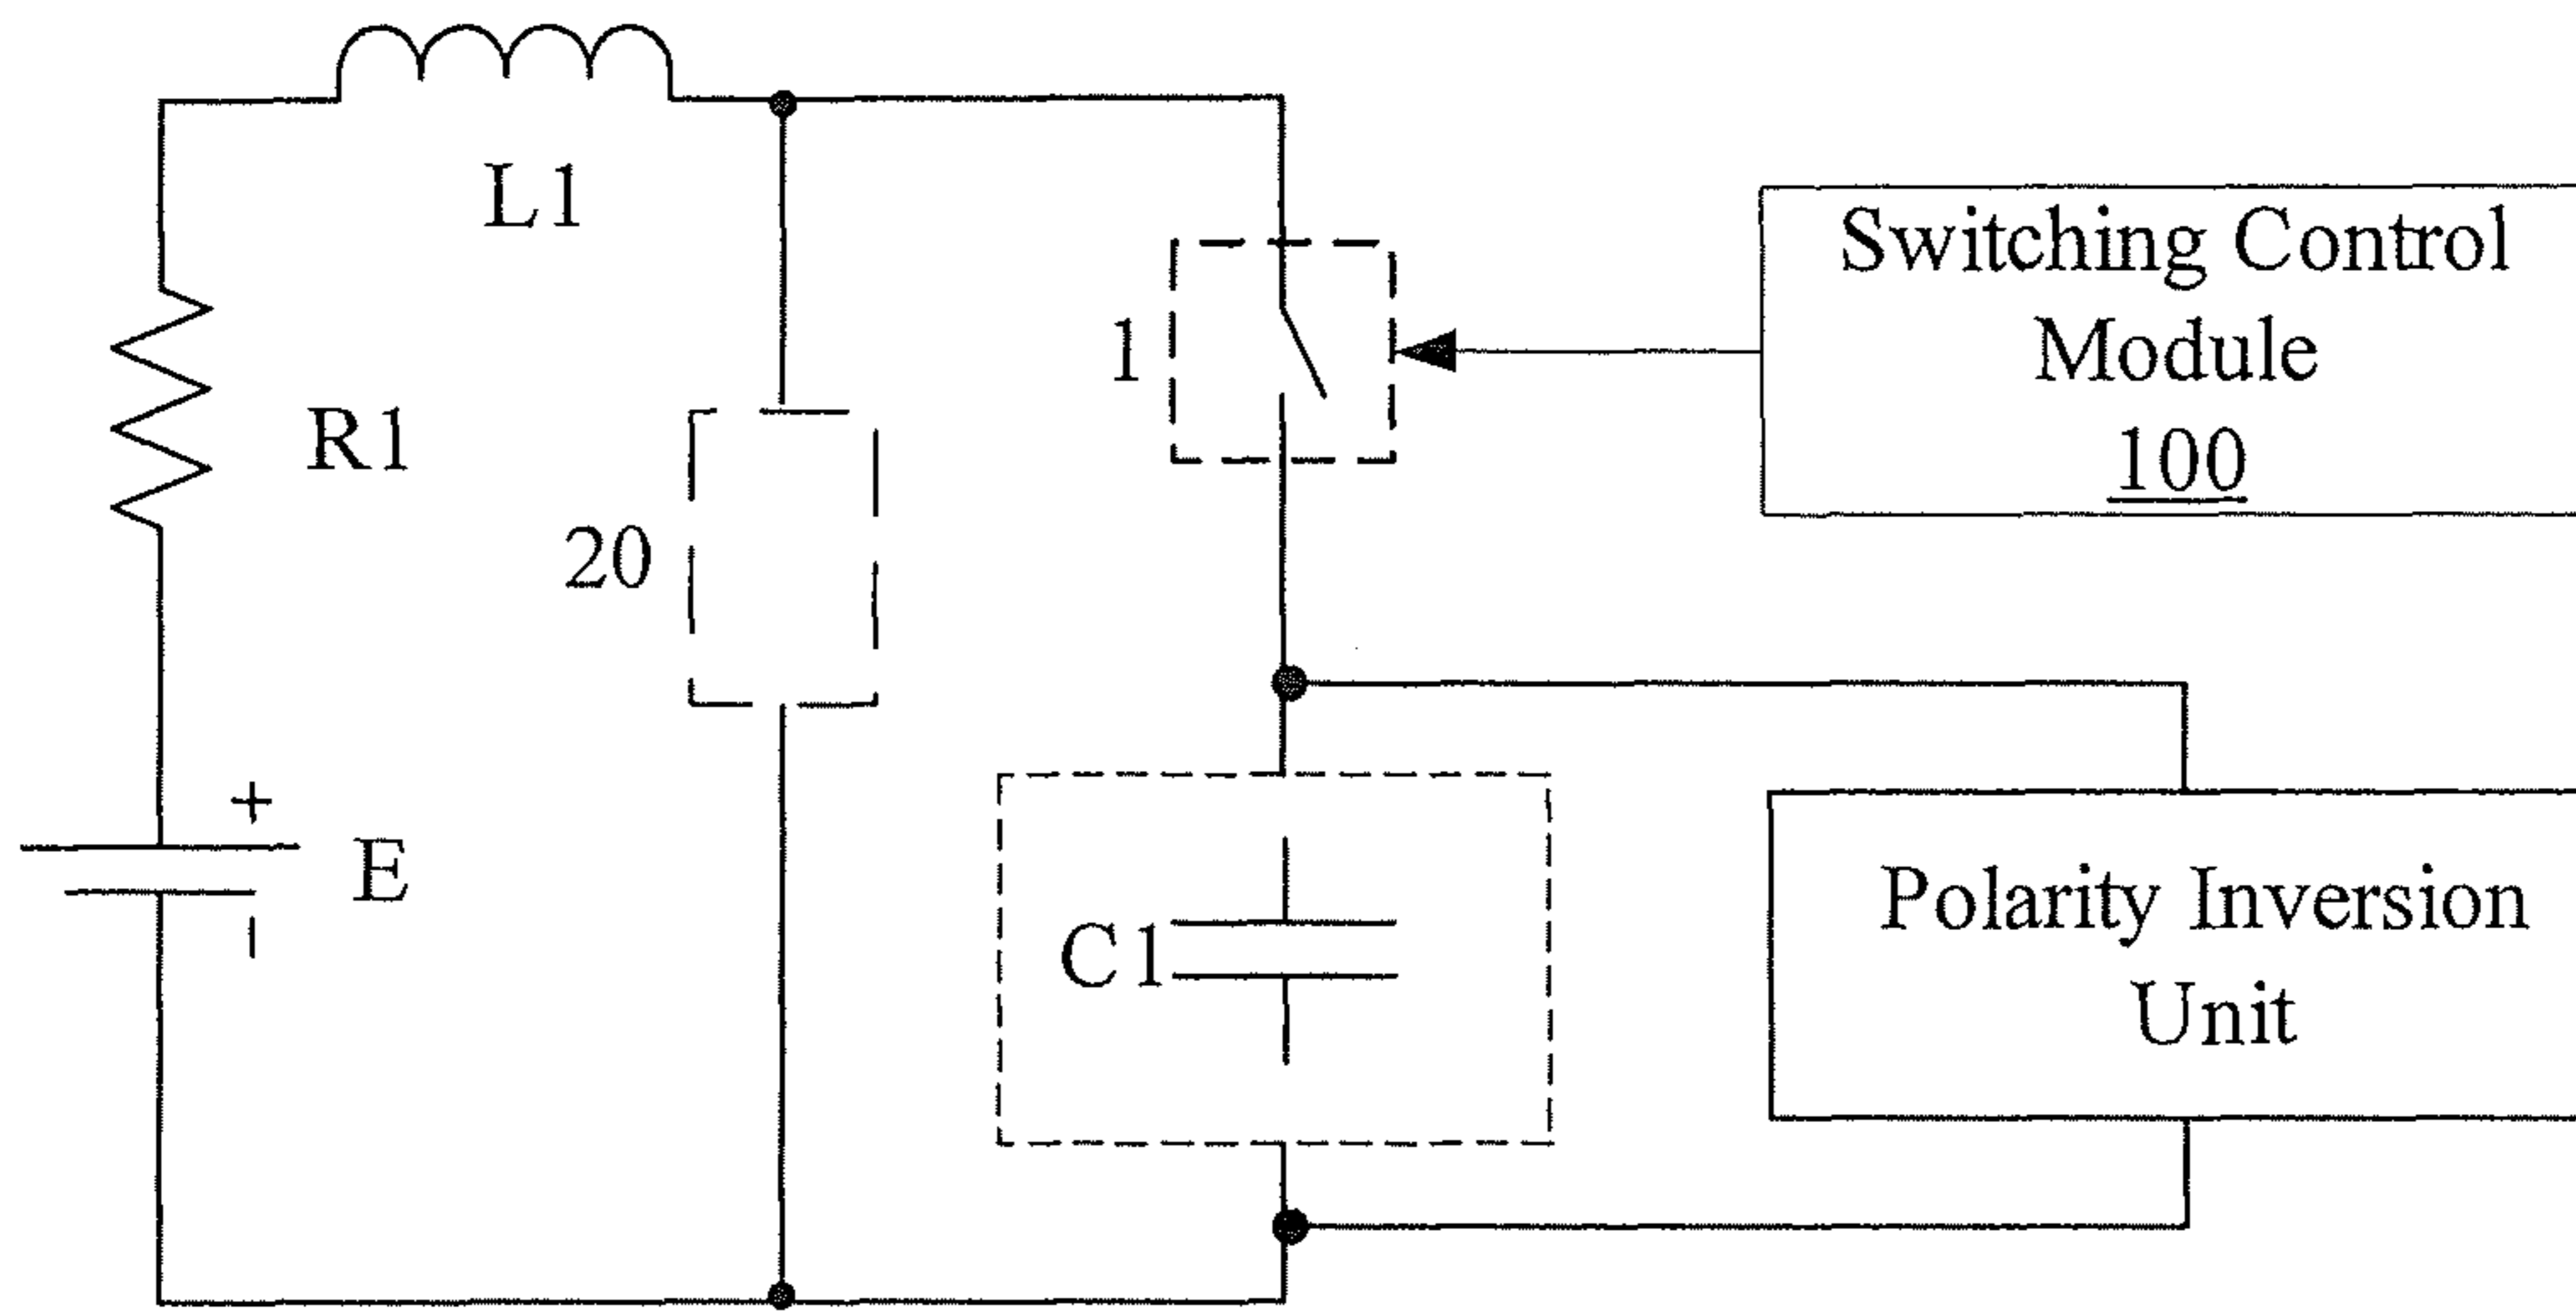 L1
Switching Control
Module
100
1
R1
20
+
E
-
C1
Polarity Inversion
Unit